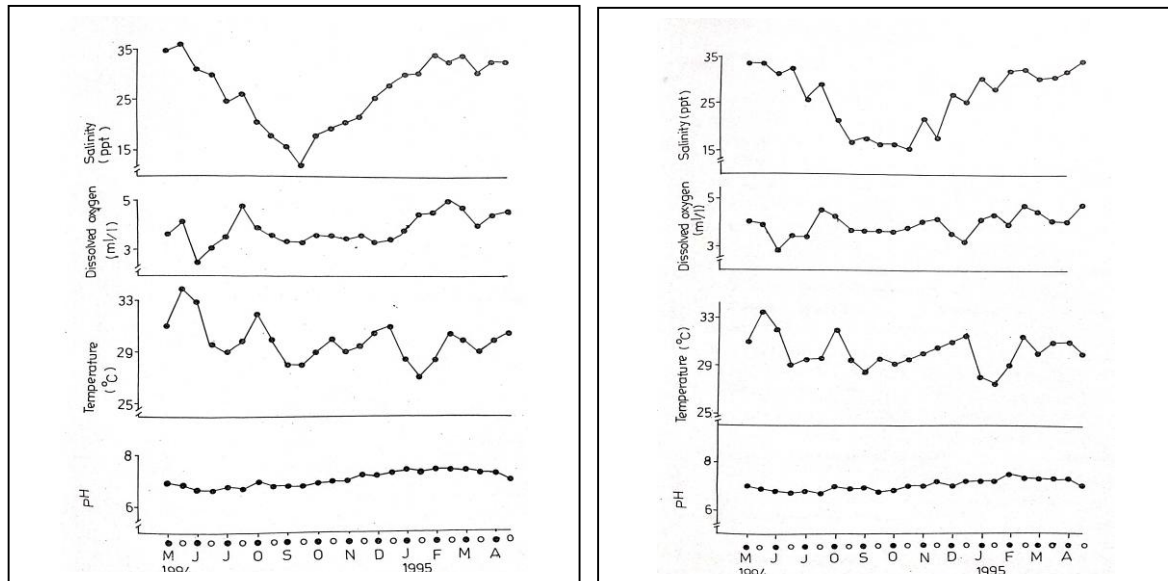 35
25
15
Salinity
(ppt)
5
3
Dissolved oxygen
(ml/l)
33
29
25
Temperature
(°C)
8
6
pH
M J J O S O N D J F M A
1994 1995
35
25
15
Salinity (ppt)
5
3
Dissolved oxygen
(ml/l)
33
29
25
Temperature (°C)
8
6
pH
M J J O S O N D J F M A
1994 1995